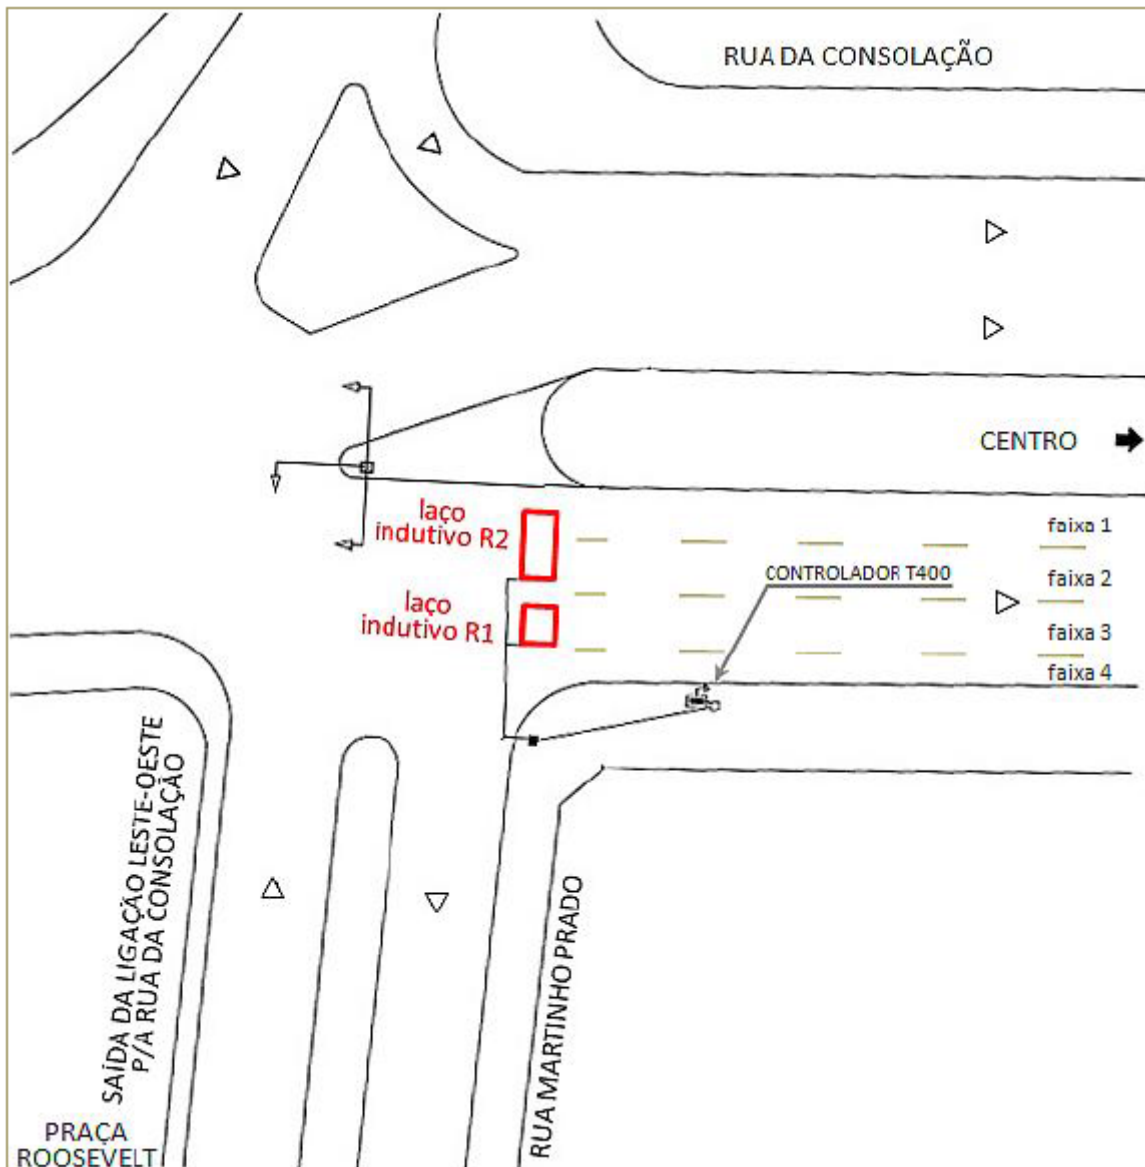 RUA DA CONSOLAÇÃO
CENTRO
laço
indutivo R2
faixa 1
CONTROLADOR T400
faixa 2
laço
indutivo R1
faixa 3
faixa 4
SAÍDA DA LIGAÇÃO LESTE-OESTE
P/A RUA DA CONSOLAÇÃO
RUA MARTINHO PRADO
PRAÇA
ROOSEVELT